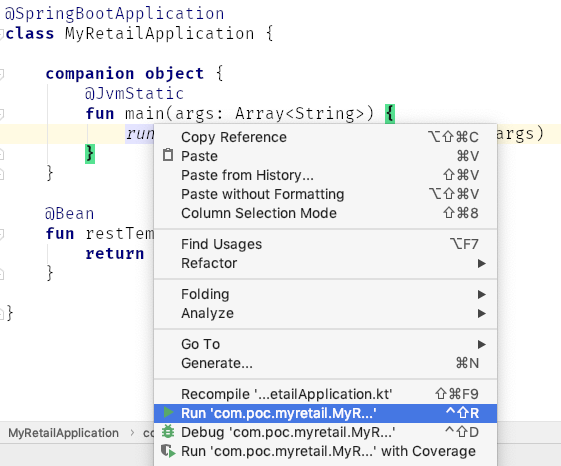 @SpringBootApplication
class MyRetailApplication {
companion object {
@JvmStatic
fun main(args: Array<String>) {
run args)
}
}
@Bean
fun restTem
return
}
}
Copy Reference ⌥⇧⌘C
Paste ⌘V
Paste from History... ⇧⌘V
Paste without Formatting ⌥⇧⌘V
Column Selection Mode ⇧⌘8
Find Usages ⌥F7
Refactor ▶
Folding ▶
Analyze ▶
Go To ▶
Generate... ⌘N
Recompile '...etailApplication.kt' ⇧⌘F9
Run 'com.poc.myretail.MyR...' ^⇧R
Debug 'com.poc.myretail.MyR...' ^⇧D
Run 'com.poc.myretail.MyR...' with Coverage
MyRetailApplication › co